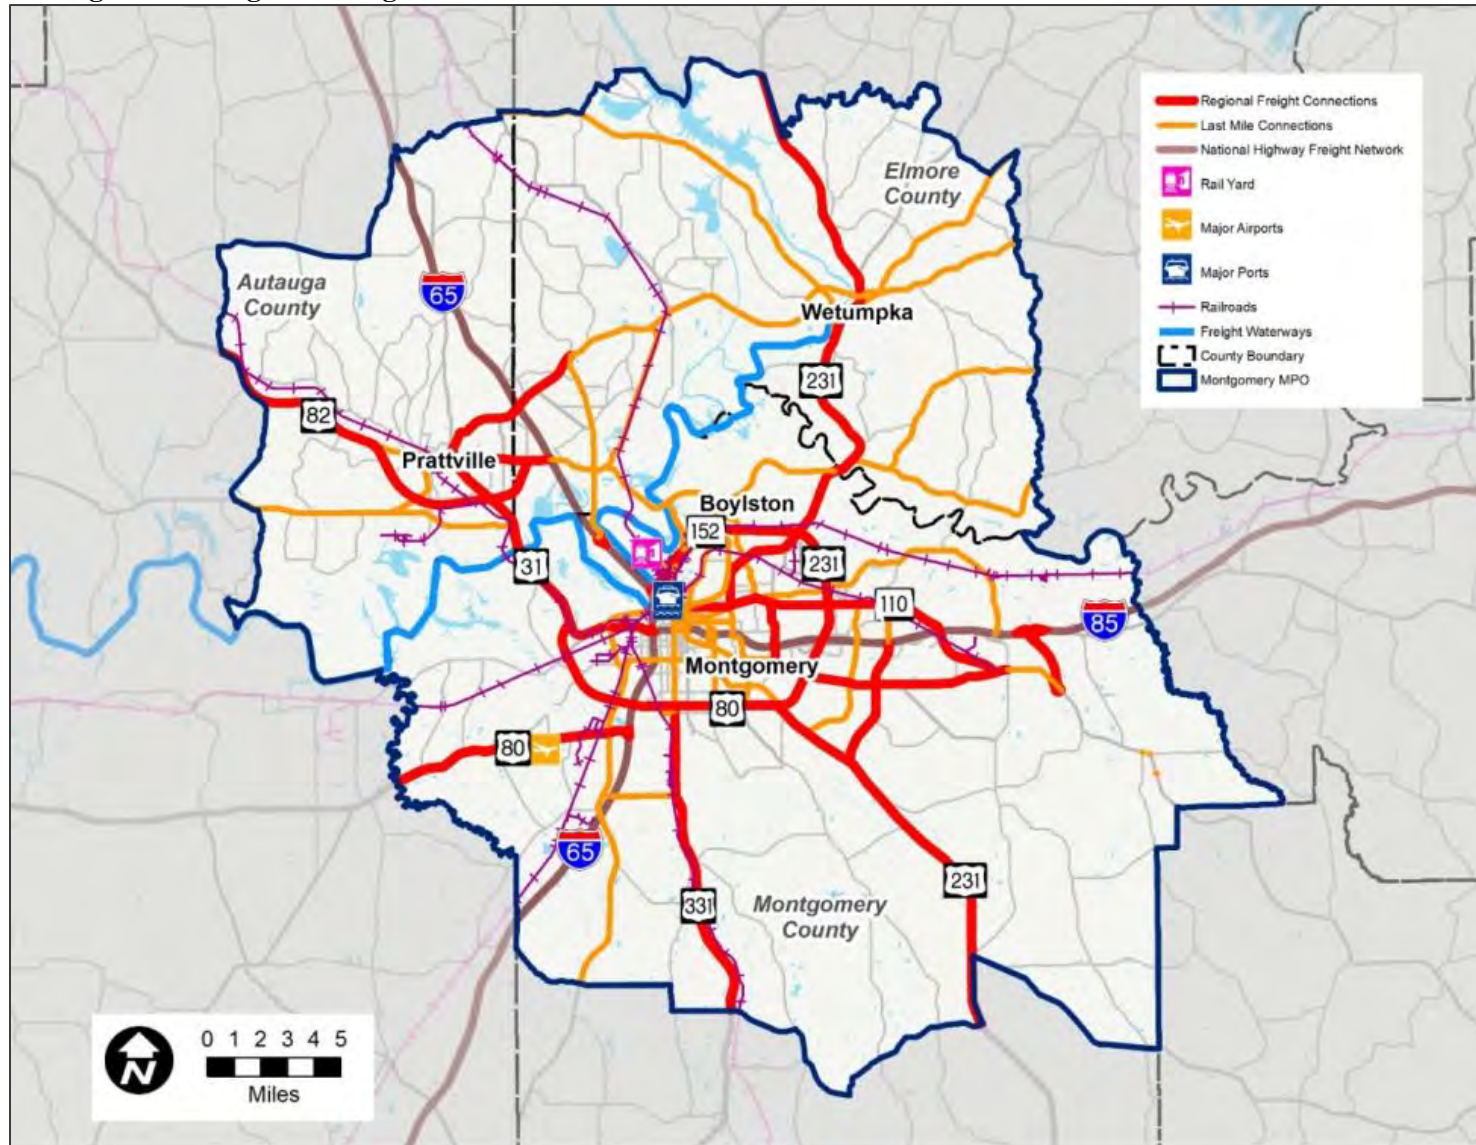 Regional Freight Connections
Last Mile Connections
National Highway Freight Network
Rail Yard
Major Airports
Major Ports
Railroads
Freight Waterways
County Boundary
Montgomery MPO
Elmore
County
Autauga
County
65
Wetumpka
231
82
Prattville
Boylston
152
31
231
110
85
Montgomery
80
80
65
331
231
Montgomery
County
N
0 1 2 3 4 5
Miles